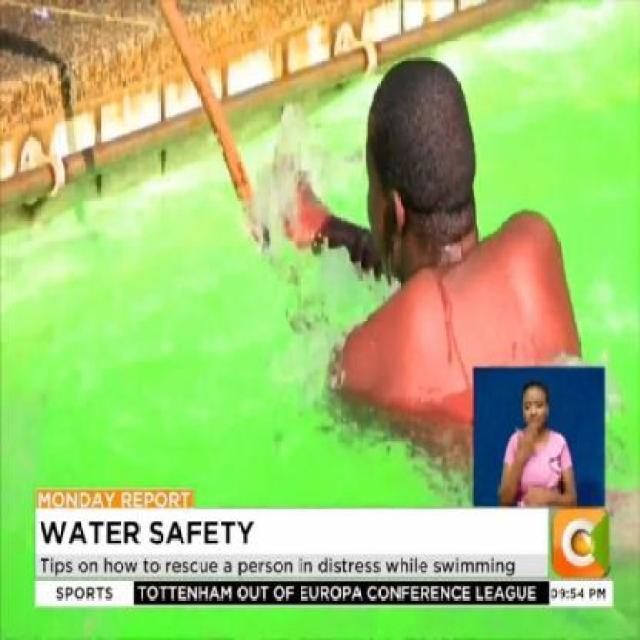 MONDAY REPORT
WATER SAFETY
Tips on how to rescue a person in distress while swimming
SPORTS TOTTENHAM OUT OF EUROPA CONFERENCE LEAGUE 09:54 PM